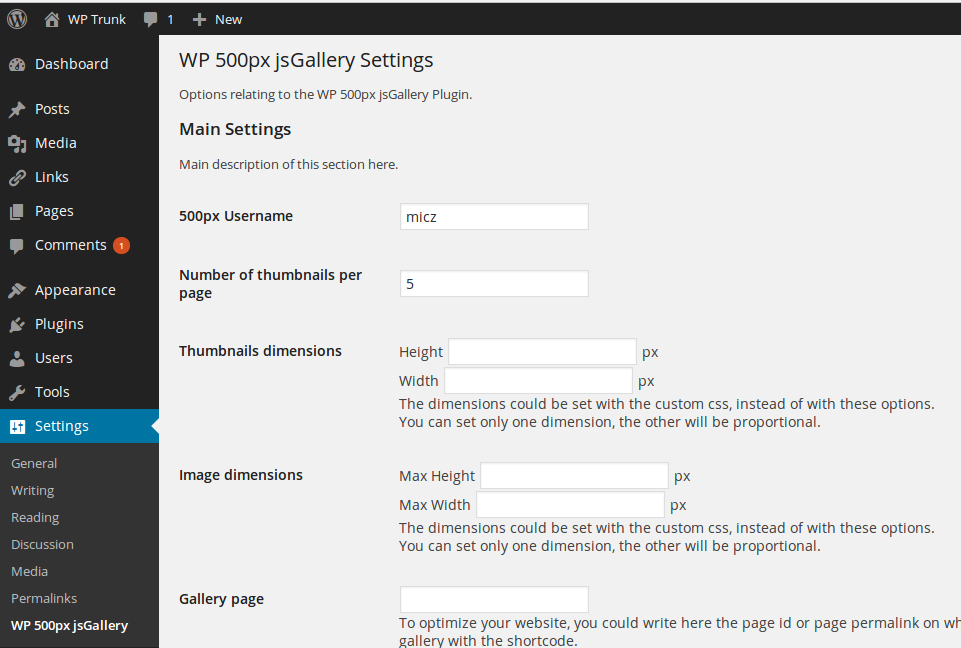 WP Trunk 1 New
Dashboard
Posts
Media
Links
Pages
Comments 1
Appearance
Plugins
Users
Tools
Settings
General
Writing
Reading
Discussion
Media
Permalinks
WP 500px jsGallery
WP 500px jsGallery Settings
Options relating to the WP 500px jsGallery Plugin.
Main Settings
Main description of this section here.
500px Username micz
Number of thumbnails per
page
5
Thumbnails dimensions
Height px
Width px
The dimensions could be set with the custom css, instead of with these options.
You can set only one dimension, the other will be proportional.
Image dimensions
Max Height px
Max Width px
The dimensions could be set with the custom css, instead of with these options.
You can set only one dimension, the other will be proportional.
Gallery page
To optimize your website, you could write here the page id or page permalink on
gallery with the shortcode.